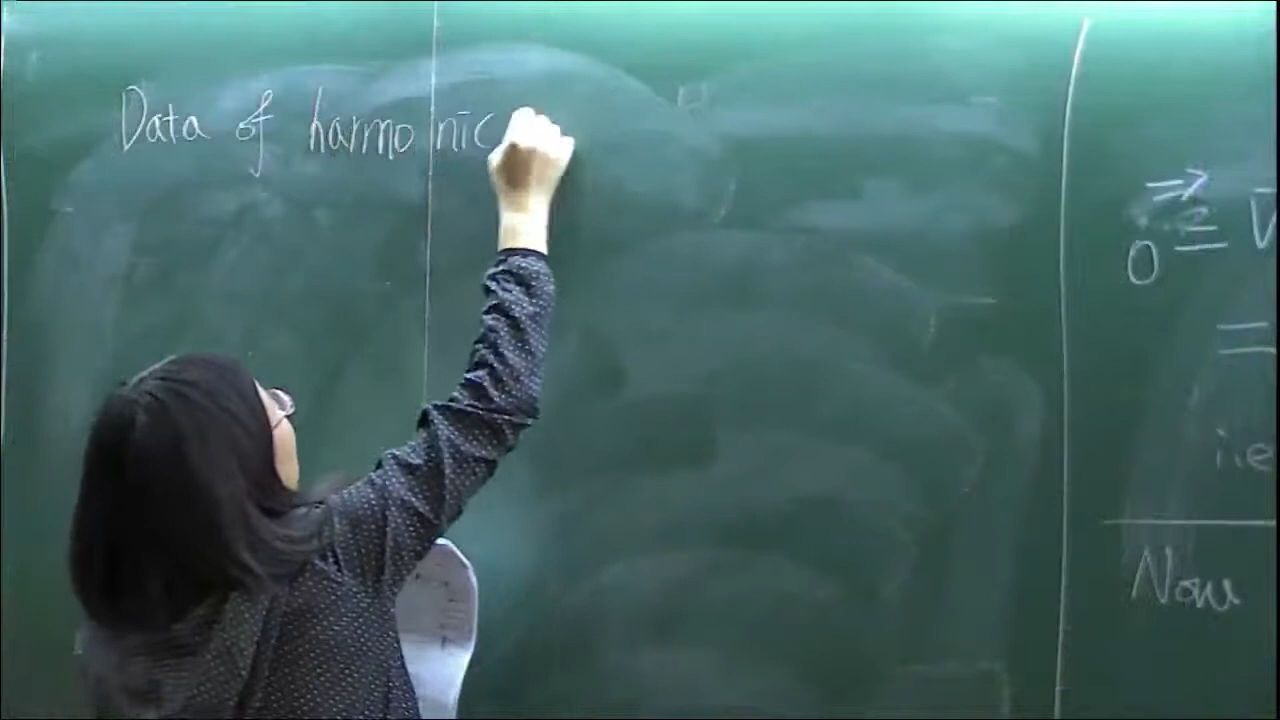 Data of harmonic
0 = V
=
i.e
Now